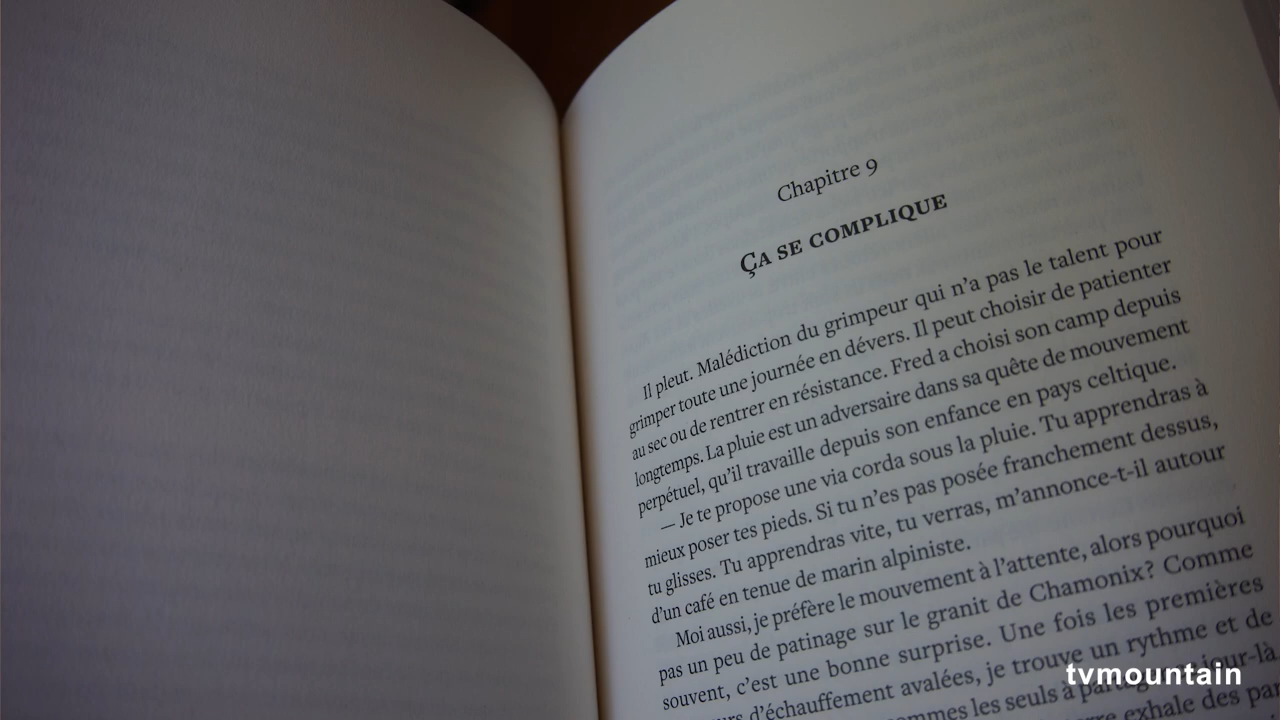 Chapitre 9
Ça se complique
Il pleut. Malédiction du grimpeur qui n'a pas le talent pour
grimper toute une journée en dévers. Il peut choisir de patienter
au sec ou de rentrer en résistance. Fred a choisi son camp depuis
longtemps. La pluie est un adversaire dans sa quête de mouvement
perpétuel, qu'il travaille depuis son enfance en pays celtique.
— Je te propose une via corda sous la pluie. Tu apprendras à
mieux poser tes pieds. Si tu n'es pas posée franchement dessus,
tu glisses. Tu apprendras vite, tu verras, m'annonce-t-il autour
d'un café en tenue de marin alpiniste.
Moi aussi, je préfère le mouvement à l'attente, alors pourquoi
pas un peu de patinage sur le granit de Chamonix? Comme
souvent, c'est une bonne surprise. Une fois les premières
d'échauffement avalées, je trouve un rythme et de
les seuls à partager jour-là.
exhale des
tvmountain